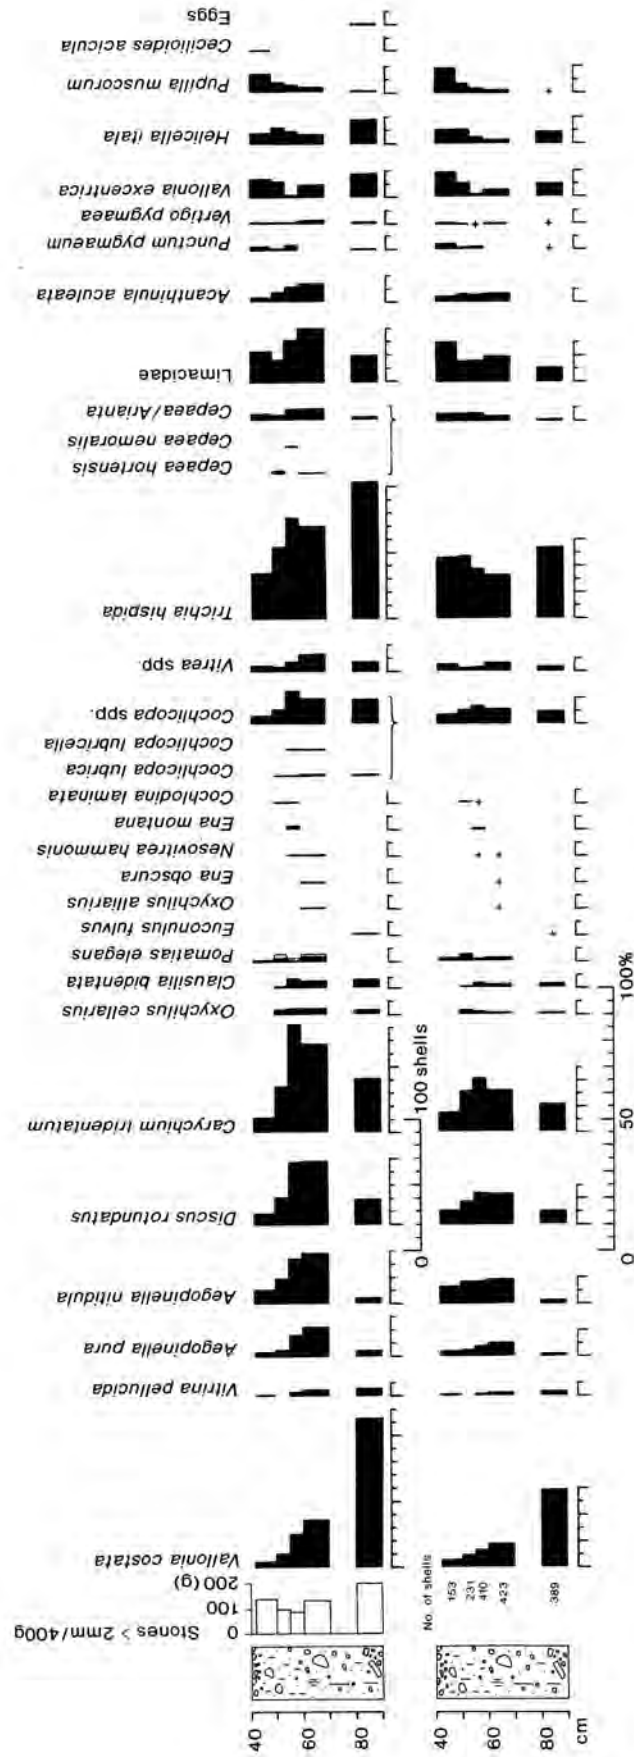 Stones > 2mm/400g
Vallonia costata
Vitrina pellucida
Aegopinella pura
Aegopinella nitidula
Discus rotundatus
Carychium tridentatum
Oxychilus cellarius
Clausilia bidentata
Pomatias elegans
Euconulus fulvus
Oxychilus alliarius
Ena obscura
Nesovitrea hammonis
Ena montana
Cochlodina laminata
Cochlicopa lubrica
Cochlicopa lubricella
Cochlicopa spp.
Vitrea spp.
Trichia hispida
Cepaea hortensis
Cepaea nemoralis
Cepaea/Arianta
Limacidae
Acanthinula aculeata
Punctum pygmaeum
Vertigo pygmaea
Vallonia excentrica
Helicella itala
Pupilla muscorum
Cecilioides acicula
Eggs
0
100
200
(g)
40
60
80
0
100 shells
No. of shells
153
231
410
423
389
40
60
80
cm
0
50
100%